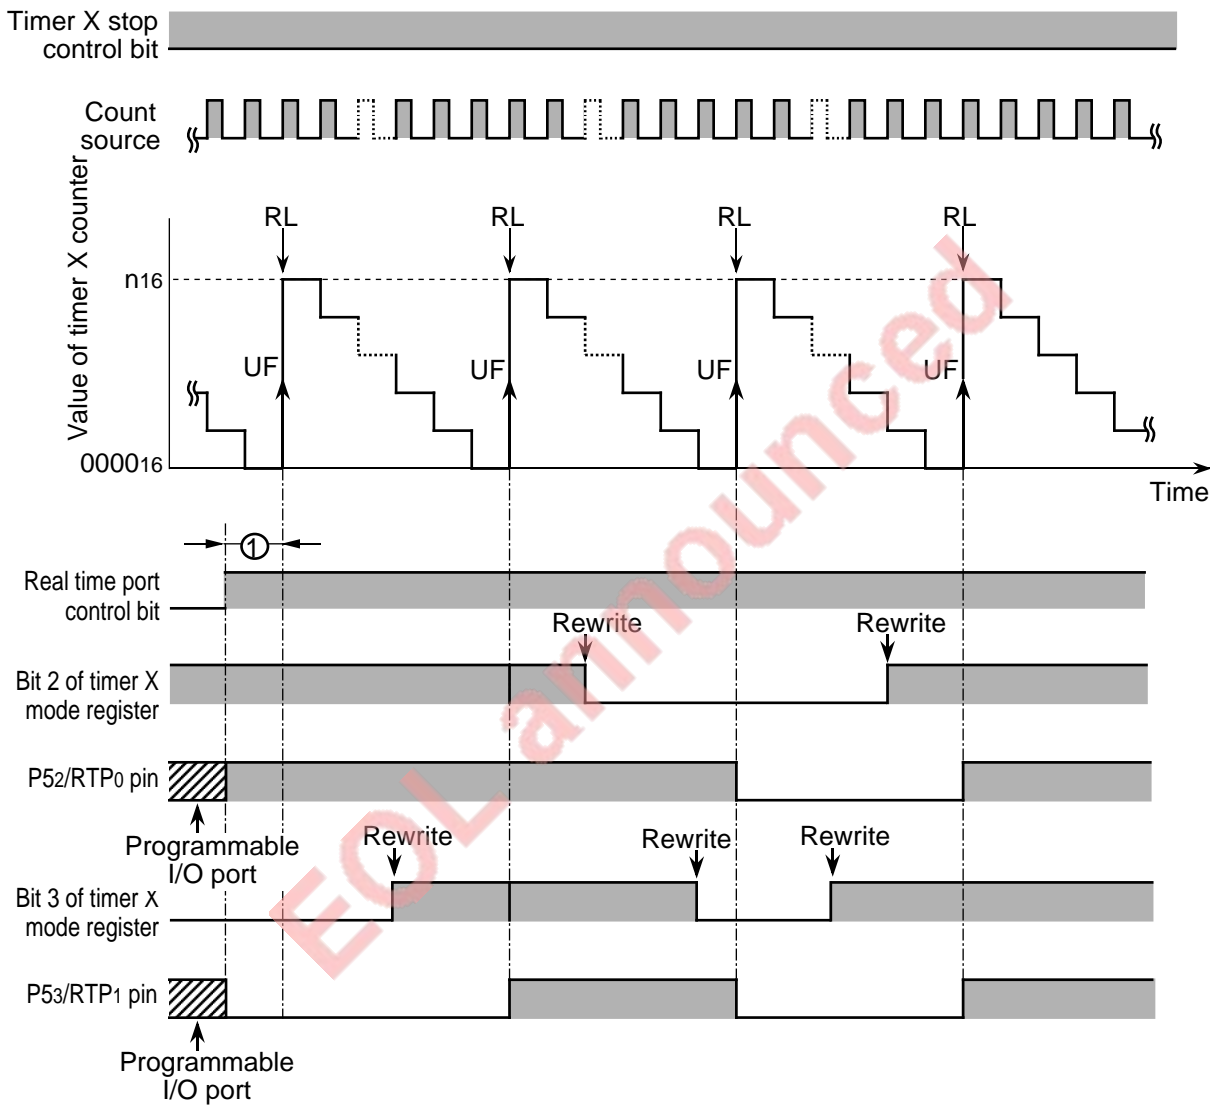 Timer X stop
control bit
Count
source
Value of timer X counter
RL RL RL RL
n16
UF UF UF UF
000016
Time
1
Real time port
control bit
Rewrite Rewrite
Bit 2 of timer X
mode register
P52/RTP0 pin
Programmable
I/O port
Rewrite Rewrite Rewrite
Bit 3 of timer X
mode register
P53/RTP1 pin
Programmable
I/O port
EOL announced